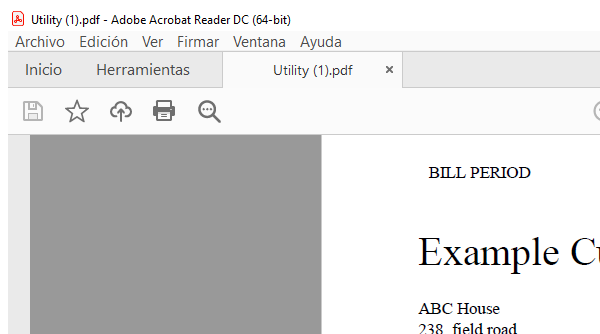 Utility (1).pdf - Adobe Acrobat Reader DC (64-bit)
Archivo Edición Ver Firmar Ventana Ayuda
Inicio Herramientas Utility (1).pdf ×
BILL PERIOD
Example
ABC House
238, field road